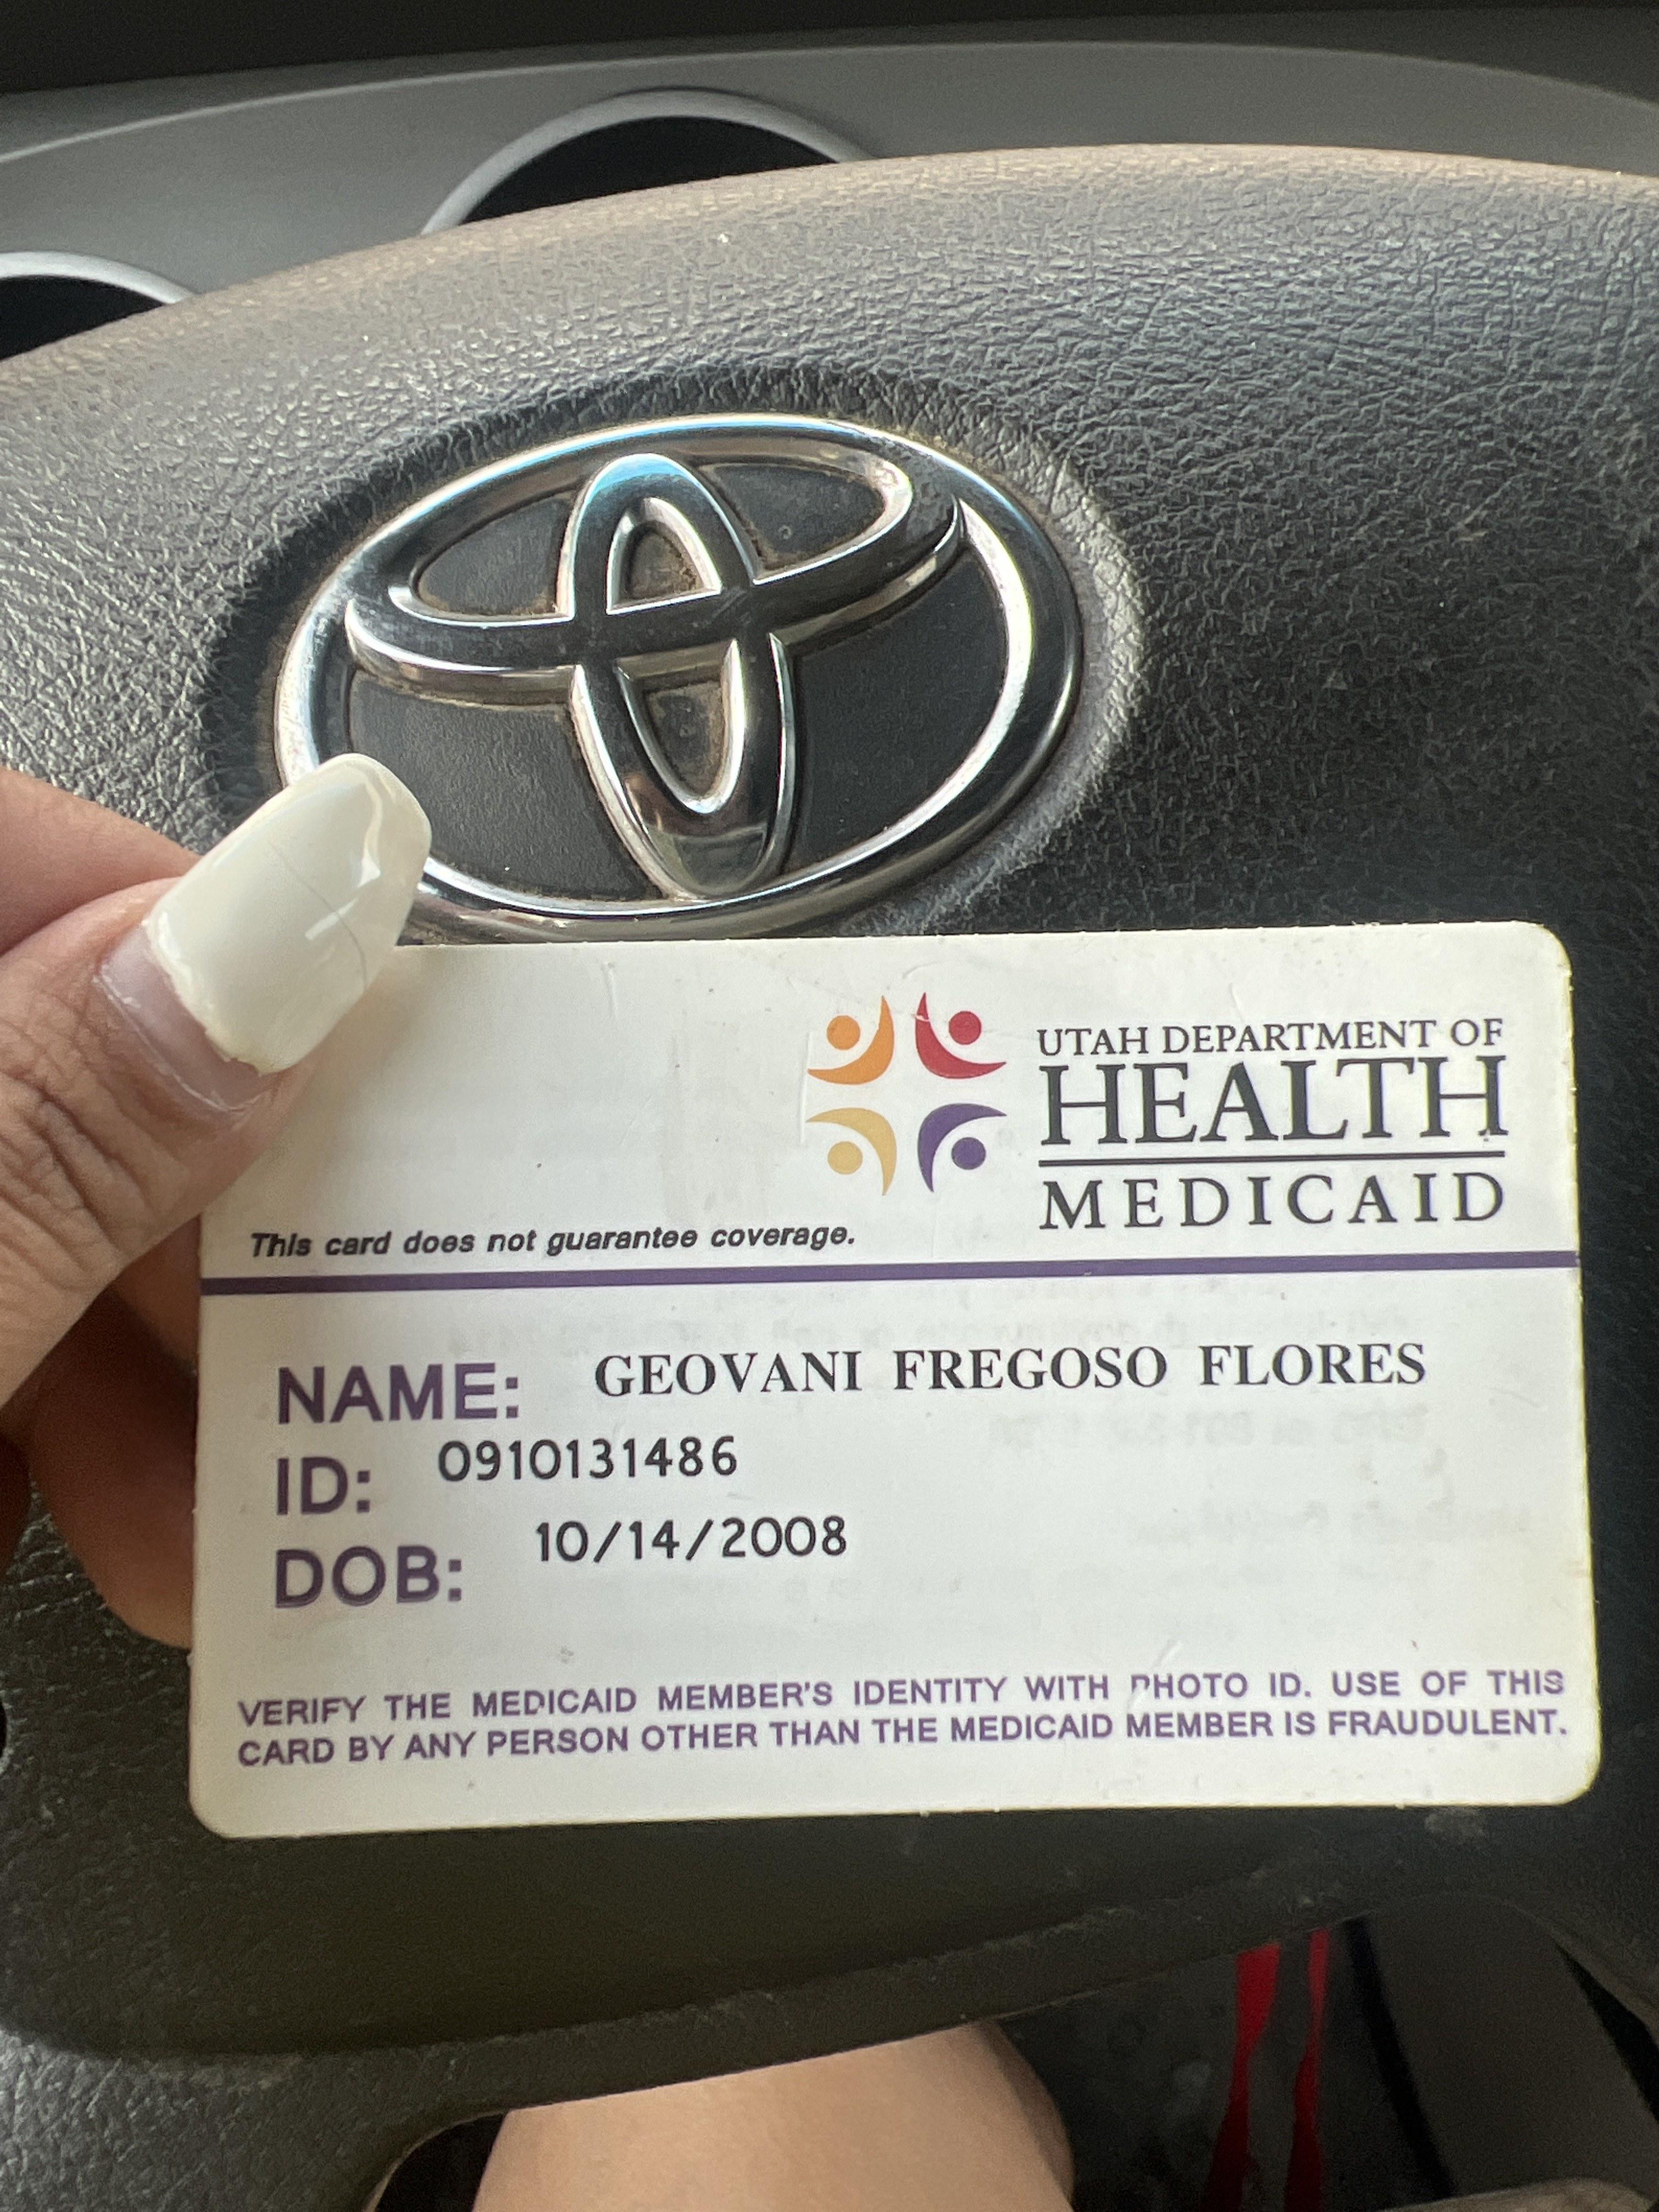 UTAH DEPARTMENT OF
HEALTH
MEDICAID
This card does not guarantee coverage.
NAME: GEOVANI FREGOSO FLORES
ID: 0910131486
DOB: 10/14/2008
VERIFY THE MEDICAID MEMBER'S IDENTITY WITH PHOTO ID. USE OF THIS
CARD BY ANY PERSON OTHER THAN THE MEDICAID MEMBER IS FRAUDULENT.